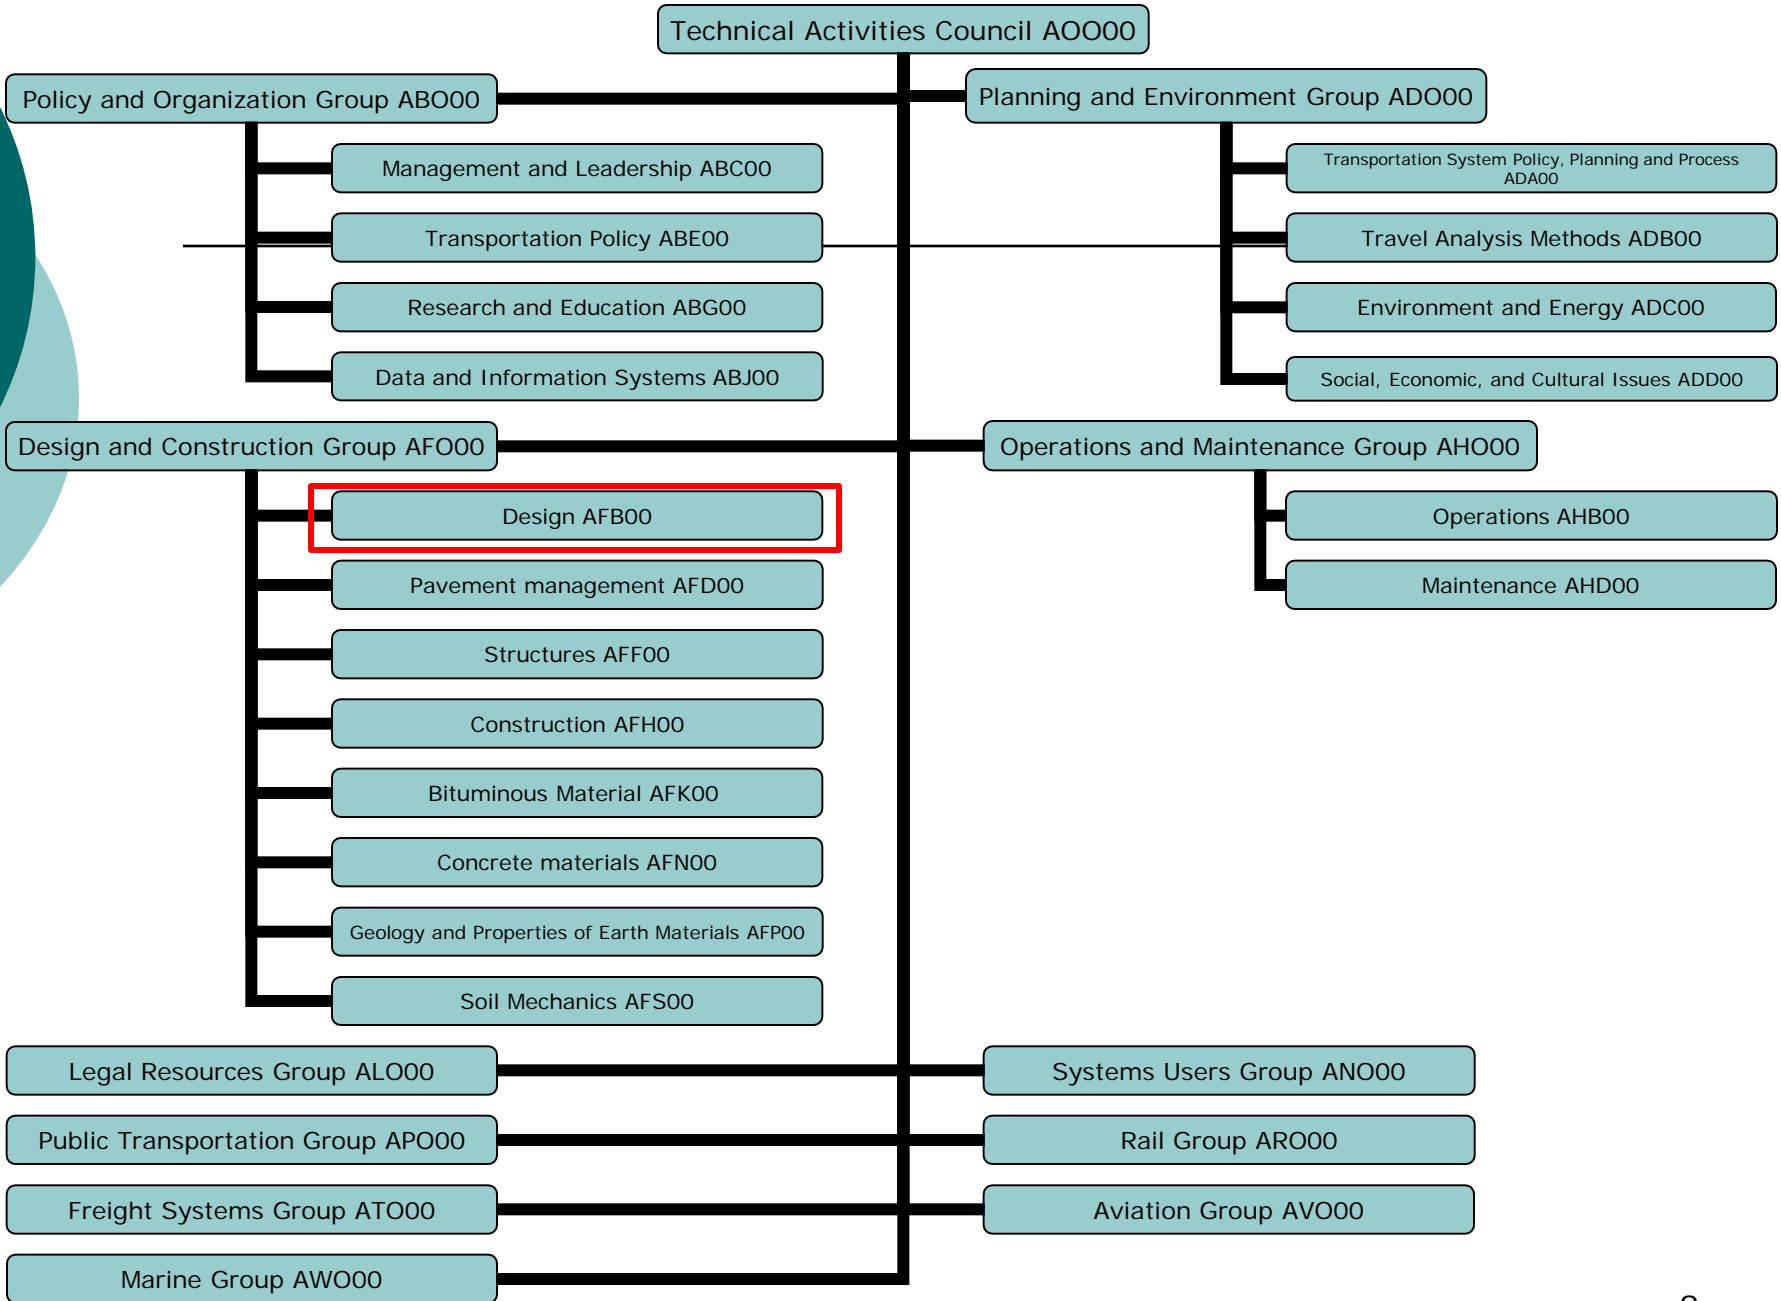 Technical Activities Council AOO00
Policy and Organization Group ABO00
Planning and Environment Group ADO00
Management and Leadership ABC00
Transportation System Policy, Planning and Process
ADA00
Transportation Policy ABE00
Travel Analysis Methods ADB00
Research and Education ABG00
Environment and Energy ADC00
Data and Information Systems ABJ00
Social, Economic, and Cultural Issues ADD00
Design and Construction Group AFO00
Operations and Maintenance Group AHO00
Design AFB00
Operations AHB00
Pavement management AFD00
Maintenance AHD00
Structures AFF00
Construction AFH00
Bituminous Material AFK00
Concrete materials AFN00
Geology and Properties of Earth Materials AFP00
Soil Mechanics AFS00
Legal Resources Group ALO00
Systems Users Group ANO00
Public Transportation Group APO00
Rail Group ARO00
Freight Systems Group ATO00
Aviation Group AVO00
Marine Group AWO00